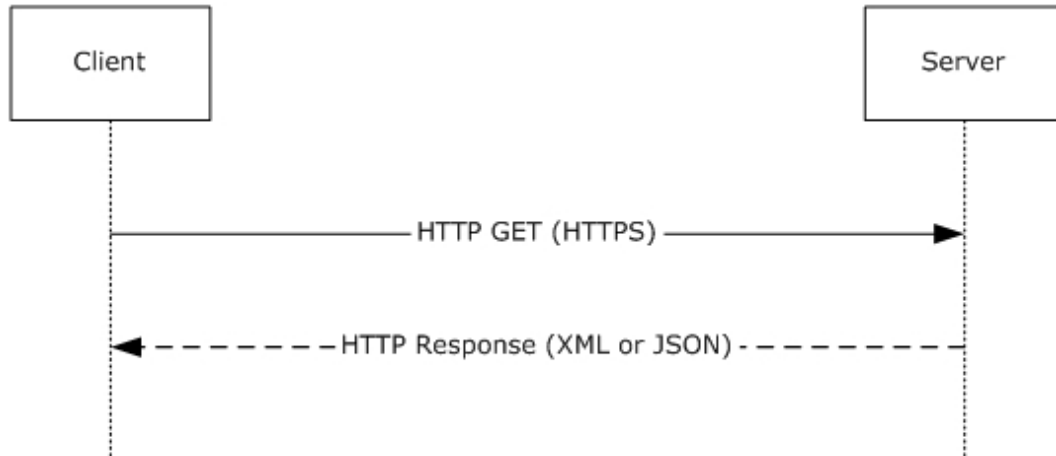 Client
Server
HTTP GET (HTTPS)
HTTP Response (XML or JSON)